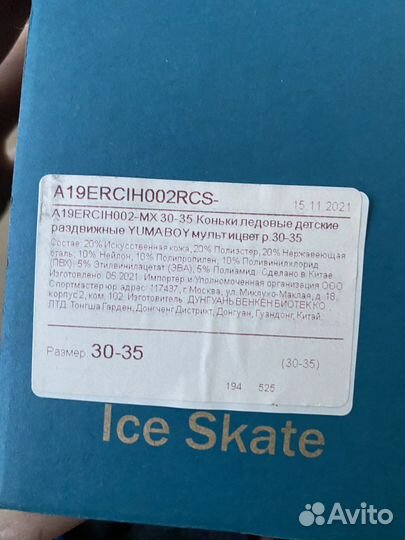 A19ERCIH002RCS- 15.11.2021
A19ERCIH002-MX 30-35 Коньки ледовые детские
раздвижные YUMA BOY мультицвет р.30-35
Состав: 20% Искусственная кожа, 20% Полиэстер, 20% Нержавеющая
сталь, 10% Нейлон, 10% Полипропилен, 10% Поливинилхлорид
(ПВХ), 5% Этилвинилацетат (ЭВА), 5% Полиамид. Сделано в Китае
Изготовлено: 05.2021. Импортер и Уполномоченная организация ООО
Спортмастер юр. адрес: 117437, г. Москва, ул. Миклухо-Маклая, д. 18,
корпус 2, ком. 102. Изготовитель: ДУНГУАНЬ ВЕНКЕН БИОТЕК КО.
ЛТД. Тонгша Гарден, Донгченг Дистрикт, Донгуан, Гуандонг, Китай.
Размер: 30-35 (30-35)
194 525
Ice Skate
Avito